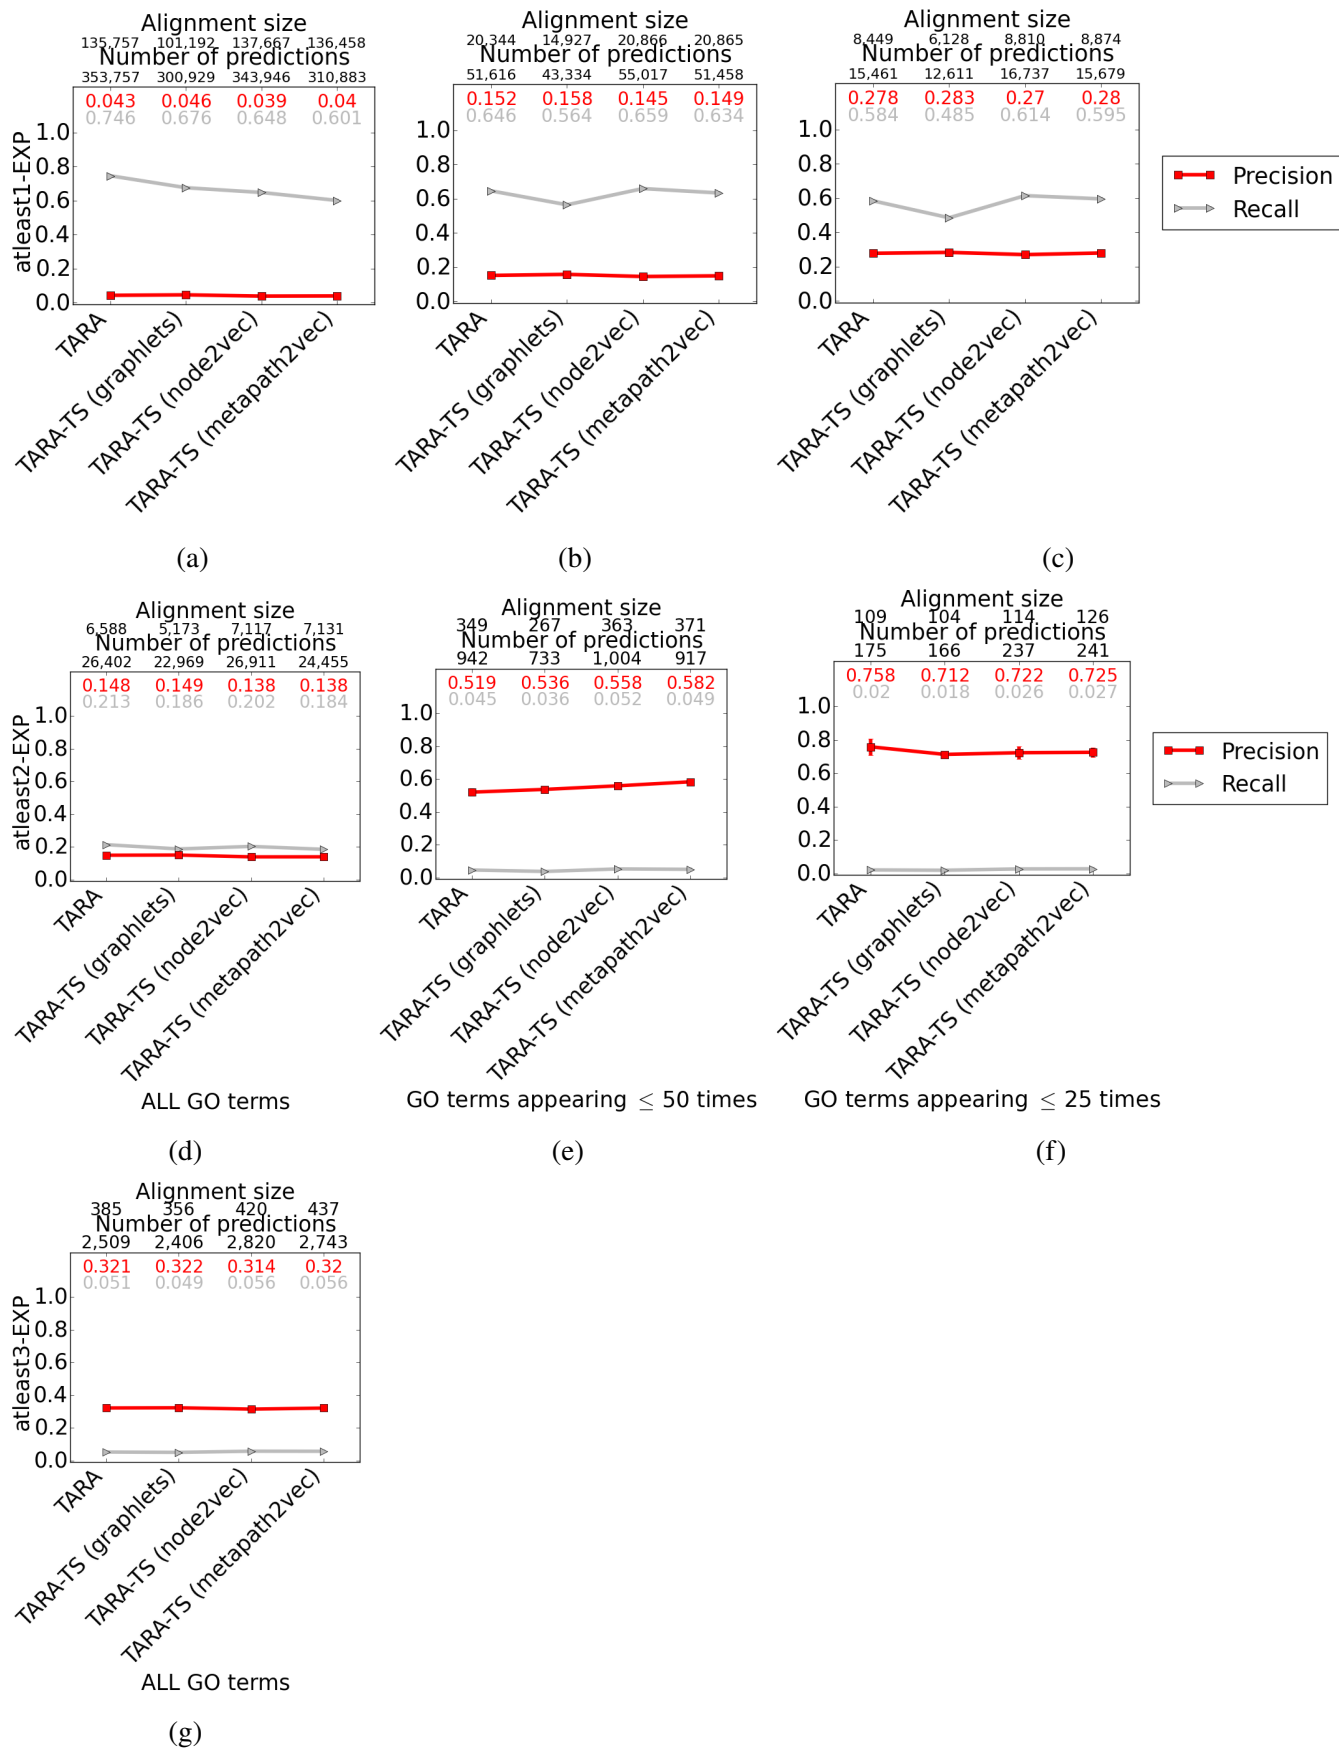 Alignment size
135,757 101,192 137,667 136,458
Number of predictions
353,757 300,929 343,946 310,883
0.043 0.046 0.039 0.04
0.746 0.676 0.648 0.601
atleast1-EXP
1.0
0.8
0.6
0.4
0.2
0.0
TARA
TARA-TS (graphlets)
TARA-TS (node2vec)
TARA-TS (metapath2vec)
(a)
Alignment size
20,344 14,927 20,866 20,865
Number of predictions
51,616 43,334 55,017 51,458
0.152 0.158 0.145 0.149
0.646 0.564 0.659 0.634
1.0
0.8
0.6
0.4
0.2
0.0
TARA
TARA-TS (graphlets)
TARA-TS (node2vec)
TARA-TS (metapath2vec)
(b)
Alignment size
8,449 6,128 8,810 8,874
Number of predictions
15,461 12,611 16,737 15,679
0.278 0.283 0.27 0.28
0.584 0.485 0.614 0.595
1.0
0.8
0.6
0.4
0.2
0.0
TARA
TARA-TS (graphlets)
TARA-TS (node2vec)
TARA-TS (metapath2vec)
(c)
Precision
Recall
Alignment size
6,588 5,173 7,117 7,131
Number of predictions
26,402 22,969 26,911 24,455
0.148 0.149 0.138 0.138
0.213 0.186 0.202 0.184
atleast2-EXP
1.0
0.8
0.6
0.4
0.2
0.0
TARA
TARA-TS (graphlets)
TARA-TS (node2vec)
TARA-TS (metapath2vec)
ALL GO terms
(d)
Alignment size
349 267 363 371
Number of predictions
942 733 1,004 917
0.519 0.536 0.558 0.582
0.045 0.036 0.052 0.049
1.0
0.8
0.6
0.4
0.2
0.0
TARA
TARA-TS (graphlets)
TARA-TS (node2vec)
TARA-TS (metapath2vec)
GO terms appearing ≤ 50 times
(e)
Alignment size
109 104 114 126
Number of predictions
175 166 237 241
0.758 0.712 0.722 0.725
0.02 0.018 0.026 0.027
1.0
0.8
0.6
0.4
0.2
0.0
TARA
TARA-TS (graphlets)
TARA-TS (node2vec)
TARA-TS (metapath2vec)
GO terms appearing ≤ 25 times
(f)
Precision
Recall
Alignment size
385 356 420 437
Number of predictions
2,509 2,406 2,820 2,743
0.321 0.322 0.314 0.32
0.051 0.049 0.056 0.056
atleast3-EXP
1.0
0.8
0.6
0.4
0.2
0.0
TARA
TARA-TS (graphlets)
TARA-TS (node2vec)
TARA-TS (metapath2vec)
ALL GO terms
(g)